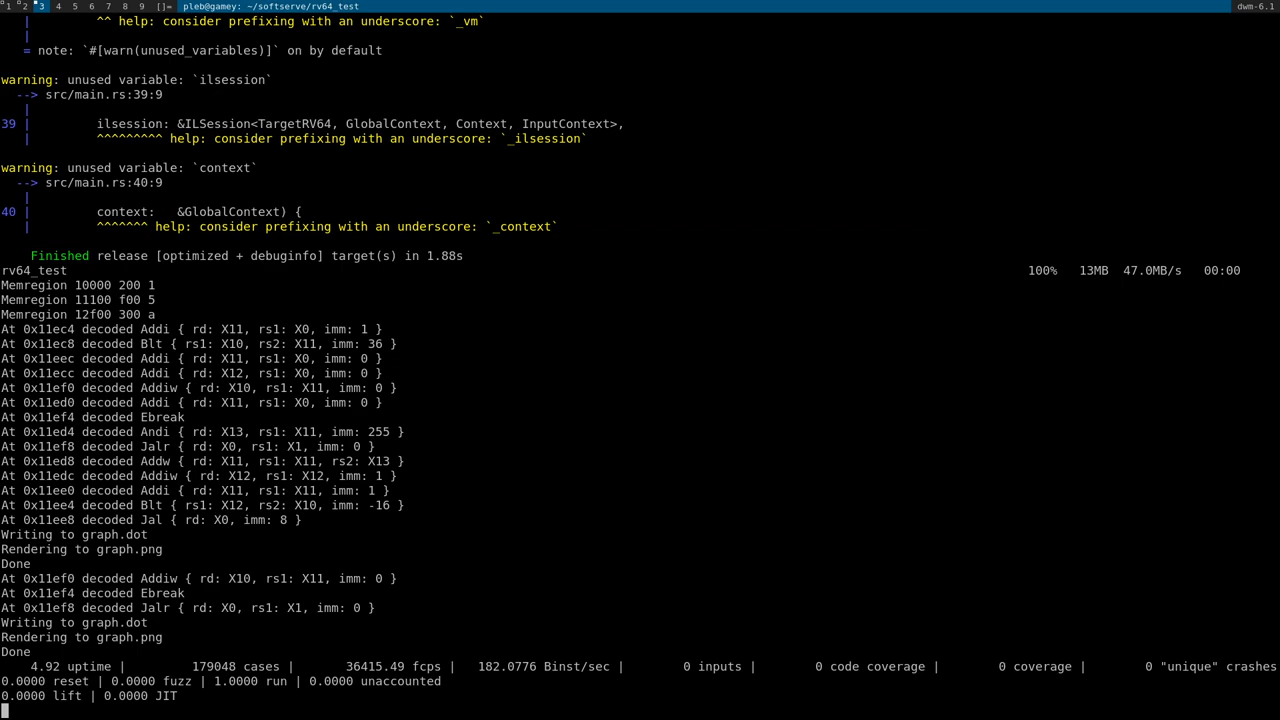 1 2 3 4 5 6 7 8 9 []= pleb@gamey: ~/softserve/rv64_test dwm-6.1
| ^^ help: consider prefixing with an underscore: `_vm`
|
= note: `#[warn(unused_variables)]` on by default
warning: unused variable: `ilsession`
--> src/main.rs:39:9
|
39 | ilsession: &ILSession<TargetRV64, GlobalContext, Context, InputContext>,
| ^^^^^^^^^ help: consider prefixing with an underscore: `_ilsession`
warning: unused variable: `context`
--> src/main.rs:40:9
|
40 | context: &GlobalContext) {
| ^^^^^^^ help: consider prefixing with an underscore: `_context`
Finished release [optimized + debuginfo] target(s) in 1.88s
rv64_test 100% 13MB 47.0MB/s 00:00
Memregion 10000 200 1
Memregion 11100 f00 5
Memregion 12f00 300 a
At 0x11ec4 decoded Addi { rd: X11, rs1: X0, imm: 1 }
At 0x11ec8 decoded Blt { rs1: X10, rs2: X11, imm: 36 }
At 0x11eec decoded Addi { rd: X11, rs1: X0, imm: 0 }
At 0x11ecc decoded Addi { rd: X12, rs1: X0, imm: 0 }
At 0x11ef0 decoded Addiw { rd: X10, rs1: X11, imm: 0 }
At 0x11ed0 decoded Addi { rd: X11, rs1: X0, imm: 0 }
At 0x11ef4 decoded Ebreak
At 0x11ed4 decoded Andi { rd: X13, rs1: X11, imm: 255 }
At 0x11ef8 decoded Jalr { rd: X0, rs1: X1, imm: 0 }
At 0x11ed8 decoded Addw { rd: X11, rs1: X11, rs2: X13 }
At 0x11edc decoded Addiw { rd: X12, rs1: X12, imm: 1 }
At 0x11ee0 decoded Addi { rd: X11, rs1: X11, imm: 1 }
At 0x11ee4 decoded Blt { rs1: X12, rs2: X10, imm: -16 }
At 0x11ee8 decoded Jal { rd: X0, imm: 8 }
Writing to graph.dot
Rendering to graph.png
Done
At 0x11ef0 decoded Addiw { rd: X10, rs1: X11, imm: 0 }
At 0x11ef4 decoded Ebreak
At 0x11ef8 decoded Jalr { rd: X0, rs1: X1, imm: 0 }
Writing to graph.dot
Rendering to graph.png
Done
4.92 uptime | 179048 cases | 36415.49 fcps | 182.0776 Binst/sec | 0 inputs | 0 code coverage | 0 coverage | 0 "unique" crashes
0.0000 reset | 0.0000 fuzz | 1.0000 run | 0.0000 unaccounted
0.0000 lift | 0.0000 JIT